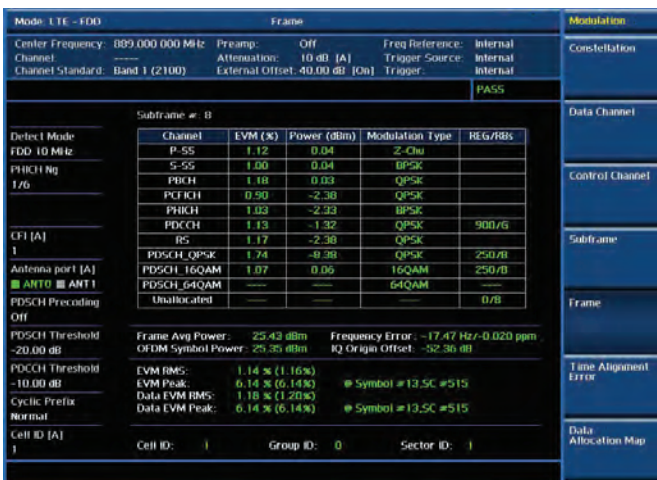 Mode: LTE - FDD Frame Modulation
Center Frequency: 889.000 000 MHz Preamp: Off Freq Reference: Internal
Channel: ----- Attenuation: 10 dB [A] Trigger Source: Internal
Channel Standard: Band 1 (2100) External Offset: 40.00 dB [On] Trigger: Internal
PASS
Constellation
Data Channel
Control Channel
Subframe
Frame
Time Alignment Error
Data Allocation Map
Detect Mode
FDD 10 MHz
PHICH Ng
1/6
CFI [A]
1
Antenna port [A]
ANT0 ANT1
PDSCH Precoding
Off
PDSCH Threshold
-20.00 dB
PDCCH Threshold
-10.00 dB
Cyclic Prefix
Normal
Cell ID [A]
1
Subframe #: 8
Channel EVM (%) Power (dBm) Modulation Type REG/RBs
P-SS 1.12 0.04 Z-Chu
S-SS 1.00 0.04 BPSK
PBCH 1.18 0.03 QPSK
PCFICH 0.90 -2.38 QPSK
PHICH 1.03 -2.33 BPSK
PDCCH 1.13 -1.32 QPSK 900/G
RS 1.17 -2.38 QPSK
PDSCH_QPSK 1.74 -8.38 QPSK 250/8
PDSCH_16QAM 1.07 0.06 16QAM 250/8
PDSCH_64QAM ---- ---- 64QAM ----
Unallocated ---- ---- ---- 0/8
Frame Avg Power: 25.43 dBm Frequency Error: -17.47 Hz/-0.020 ppm
OFDM Symbol Power: 25.35 dBm IQ Origin Offset: -52.36 dB
EVM RMS: 1.14 % (1.16%)
EVM Peak: 6.14 % (6.14%) @ Symbol #13,SC #515
Data EVM RMS: 1.18 % (1.20%)
Data EVM Peak: 6.14 % (6.14%) @ Symbol #13,SC #515
Cell ID: 1 Group ID: 0 Sector ID: 1